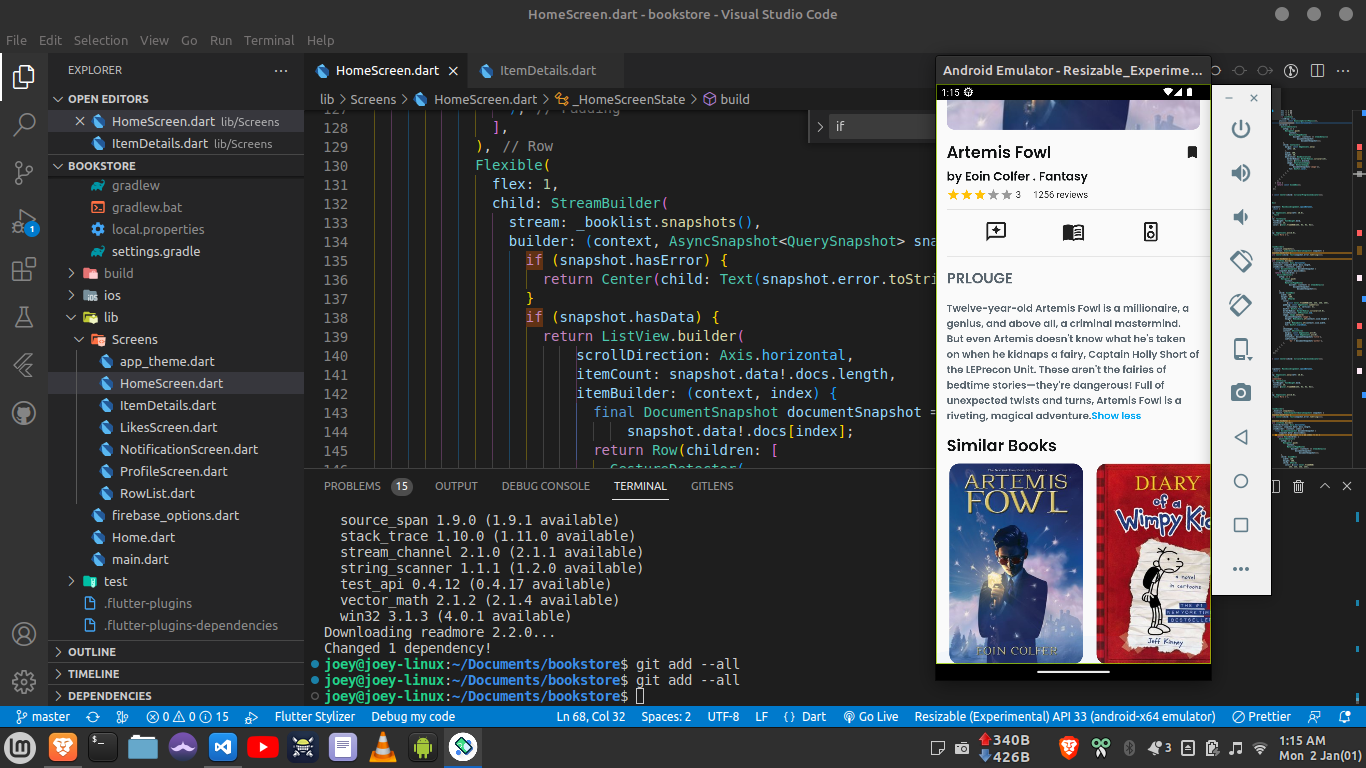 HomeScreen.dart - bookstore - Visual Studio Code
File Edit Selection View Go Run Terminal Help
EXPLORER
OPEN EDITORS
HomeScreen.dart lib/Screens
ItemDetails.dart lib/Screens
BOOKSTORE
gradlew
gradlew.bat
local.properties
settings.gradle
build
ios
lib
Screens
app_theme.dart
HomeScreen.dart
ItemDetails.dart
LikesScreen.dart
NotificationScreen.dart
ProfileScreen.dart
RowList.dart
firebase_options.dart
Home.dart
main.dart
test
.flutter-plugins
.flutter-plugins-dependencies
OUTLINE
TIMELINE
DEPENDENCIES
1
HomeScreen.dart
ItemDetails.dart
lib > Screens > HomeScreen.dart > _HomeScreenState > build
127 ), // Padding
128 ],
129 ), // Row
130 Flexible(
131 flex: 1,
132 child: StreamBuilder(
133 stream: _booklist.snapshots(),
134 builder: (context, AsyncSnapshot<QuerySnapshot> sna
135 if (snapshot.hasError) {
136 return Center(child: Text(snapshot.error.toStri
137 }
138 if (snapshot.hasData) {
139 return ListView.builder(
140 scrollDirection: Axis.horizontal,
141 itemCount: snapshot.data!.docs.length,
142 itemBuilder: (context, index) {
143 final DocumentSnapshot documentSnapshot =
144 snapshot.data!.docs[index];
145 return Row(children: [
146 GestureDetector(
if
PROBLEMS 15 OUTPUT DEBUG CONSOLE TERMINAL GITLENS
source_span 1.9.0 (1.9.1 available)
stack_trace 1.10.0 (1.11.0 available)
stream_channel 2.1.0 (2.1.1 available)
string_scanner 1.1.1 (1.2.0 available)
test_api 0.4.12 (0.4.17 available)
vector_math 2.1.2 (2.1.4 available)
win32 3.1.3 (4.0.1 available)
Downloading readmore 2.2.0...
Changed 1 dependency!
joey@joey-linux:~/Documents/bookstore$ git add --all
joey@joey-linux:~/Documents/bookstore$ git add --all
joey@joey-linux:~/Documents/bookstore$
Android Emulator - Resizable_Experime...
1:15
Artemis Fowl
by Eoin Colfer . Fantasy
3 1256 reviews
PRLOUGE
Twelve-year-old Artemis Fowl is a millionaire, a
genius, and above all, a criminal mastermind.
But even Artemis doesn't know what he's taken
on when he kidnaps a fairy, Captain Holly Short of
the LEPrecon Unit. These aren't the fairies of
bedtime stories—they're dangerous! Full of
unexpected twists and turns, Artemis Fowl is a
riveting, magical adventure.Show less
Similar Books
ARTEMIS
FOWL
EOIN COLFER
DIARY
of a
Wimpy Kid
a novel
in cartoons
THE #1
NEW YORK TIMES
BESTSELLER
Jeff Kinney
master 0 0 15 Flutter Stylizer Debug my code Ln 68, Col 32 Spaces: 2 UTF-8 LF {} Dart Go Live Resizable (Experimental) API 33 (android-x64 emulator) Prettier
340B
426B
3
1:15 AM
Mon 2 Jan(01)